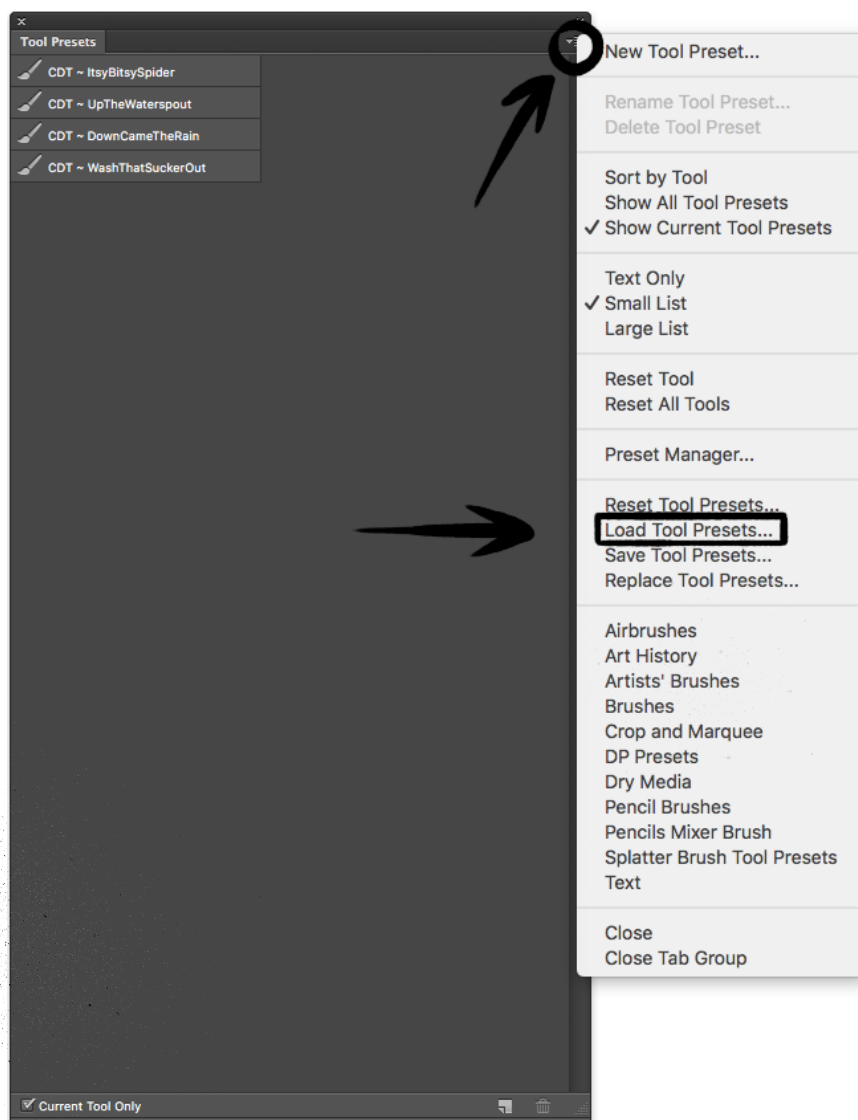 Tool Presets
CDT ~ ItsyBitsySpider
CDT ~ UpTheWaterspout
CDT ~ DownCameTheRain
CDT ~ WashThatSuckerOut
New Tool Preset...
Rename Tool Preset...
Delete Tool Preset
Sort by Tool
Show All Tool Presets
Show Current Tool Presets
Text Only
Small List
Large List
Reset Tool
Reset All Tools
Preset Manager...
Reset Tool Presets...
Load Tool Presets...
Save Tool Presets...
Replace Tool Presets...
Airbrushes
Art History
Artists' Brushes
Brushes
Crop and Marquee
DP Presets
Dry Media
Pencil Brushes
Pencils Mixer Brush
Splatter Brush Tool Presets
Text
Close
Close Tab Group
Current Tool Only